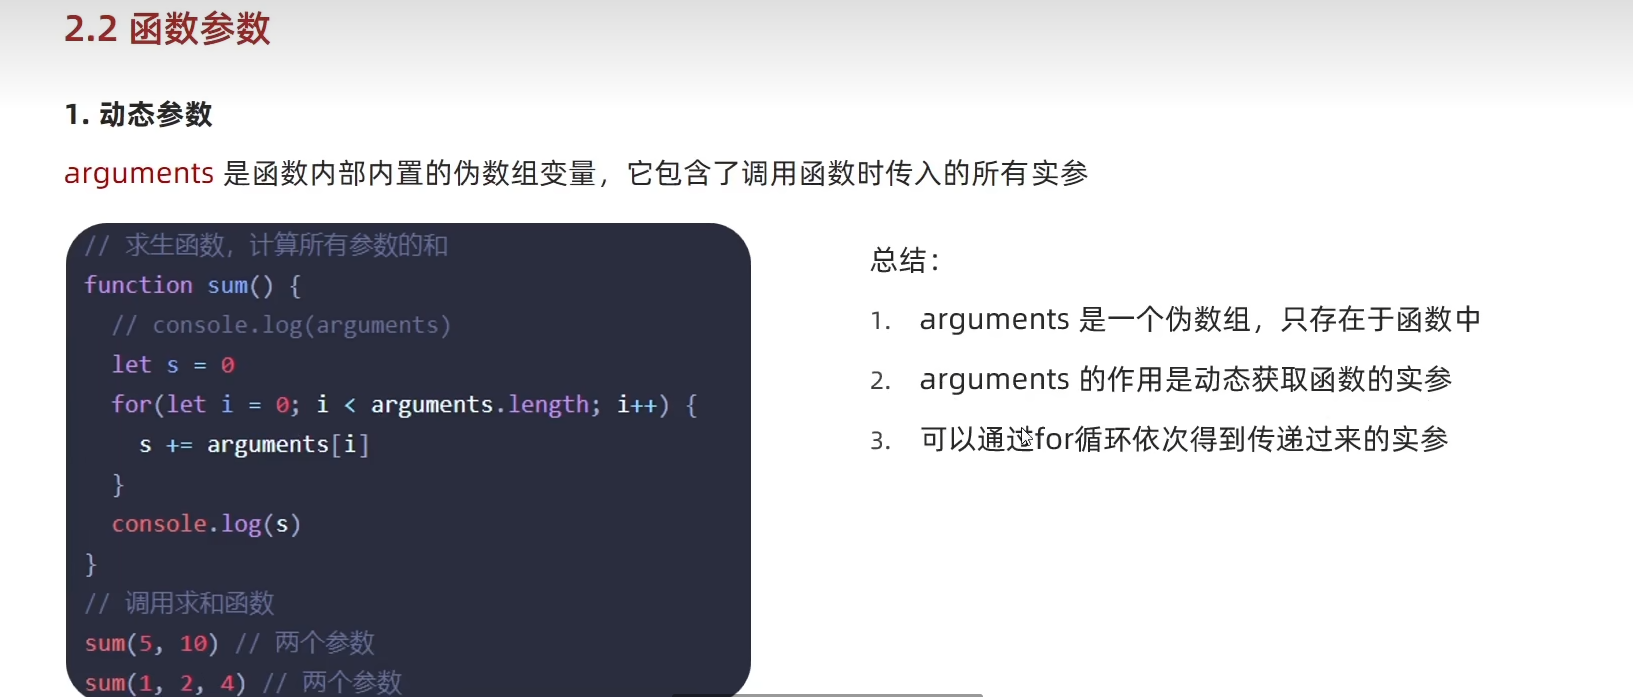 2.2 函数参数
1. 动态参数
arguments 是函数内部内置的伪数组变量，它包含了调用函数时传入的所有实参
// 求生函数，计算所有参数的和
function sum() {
// console.log(arguments)
let s = 0
for(let i = 0; i < arguments.length; i++) {
s += arguments[i]
}
console.log(s)
}
// 调用求和函数
sum(5, 10) // 两个参数
sum(1, 2, 4) // 两个参数
总结：
1. arguments 是一个伪数组，只存在于函数中
2. arguments 的作用是动态获取函数的实参
3. 可以通过for循环依次得到传递过来的实参